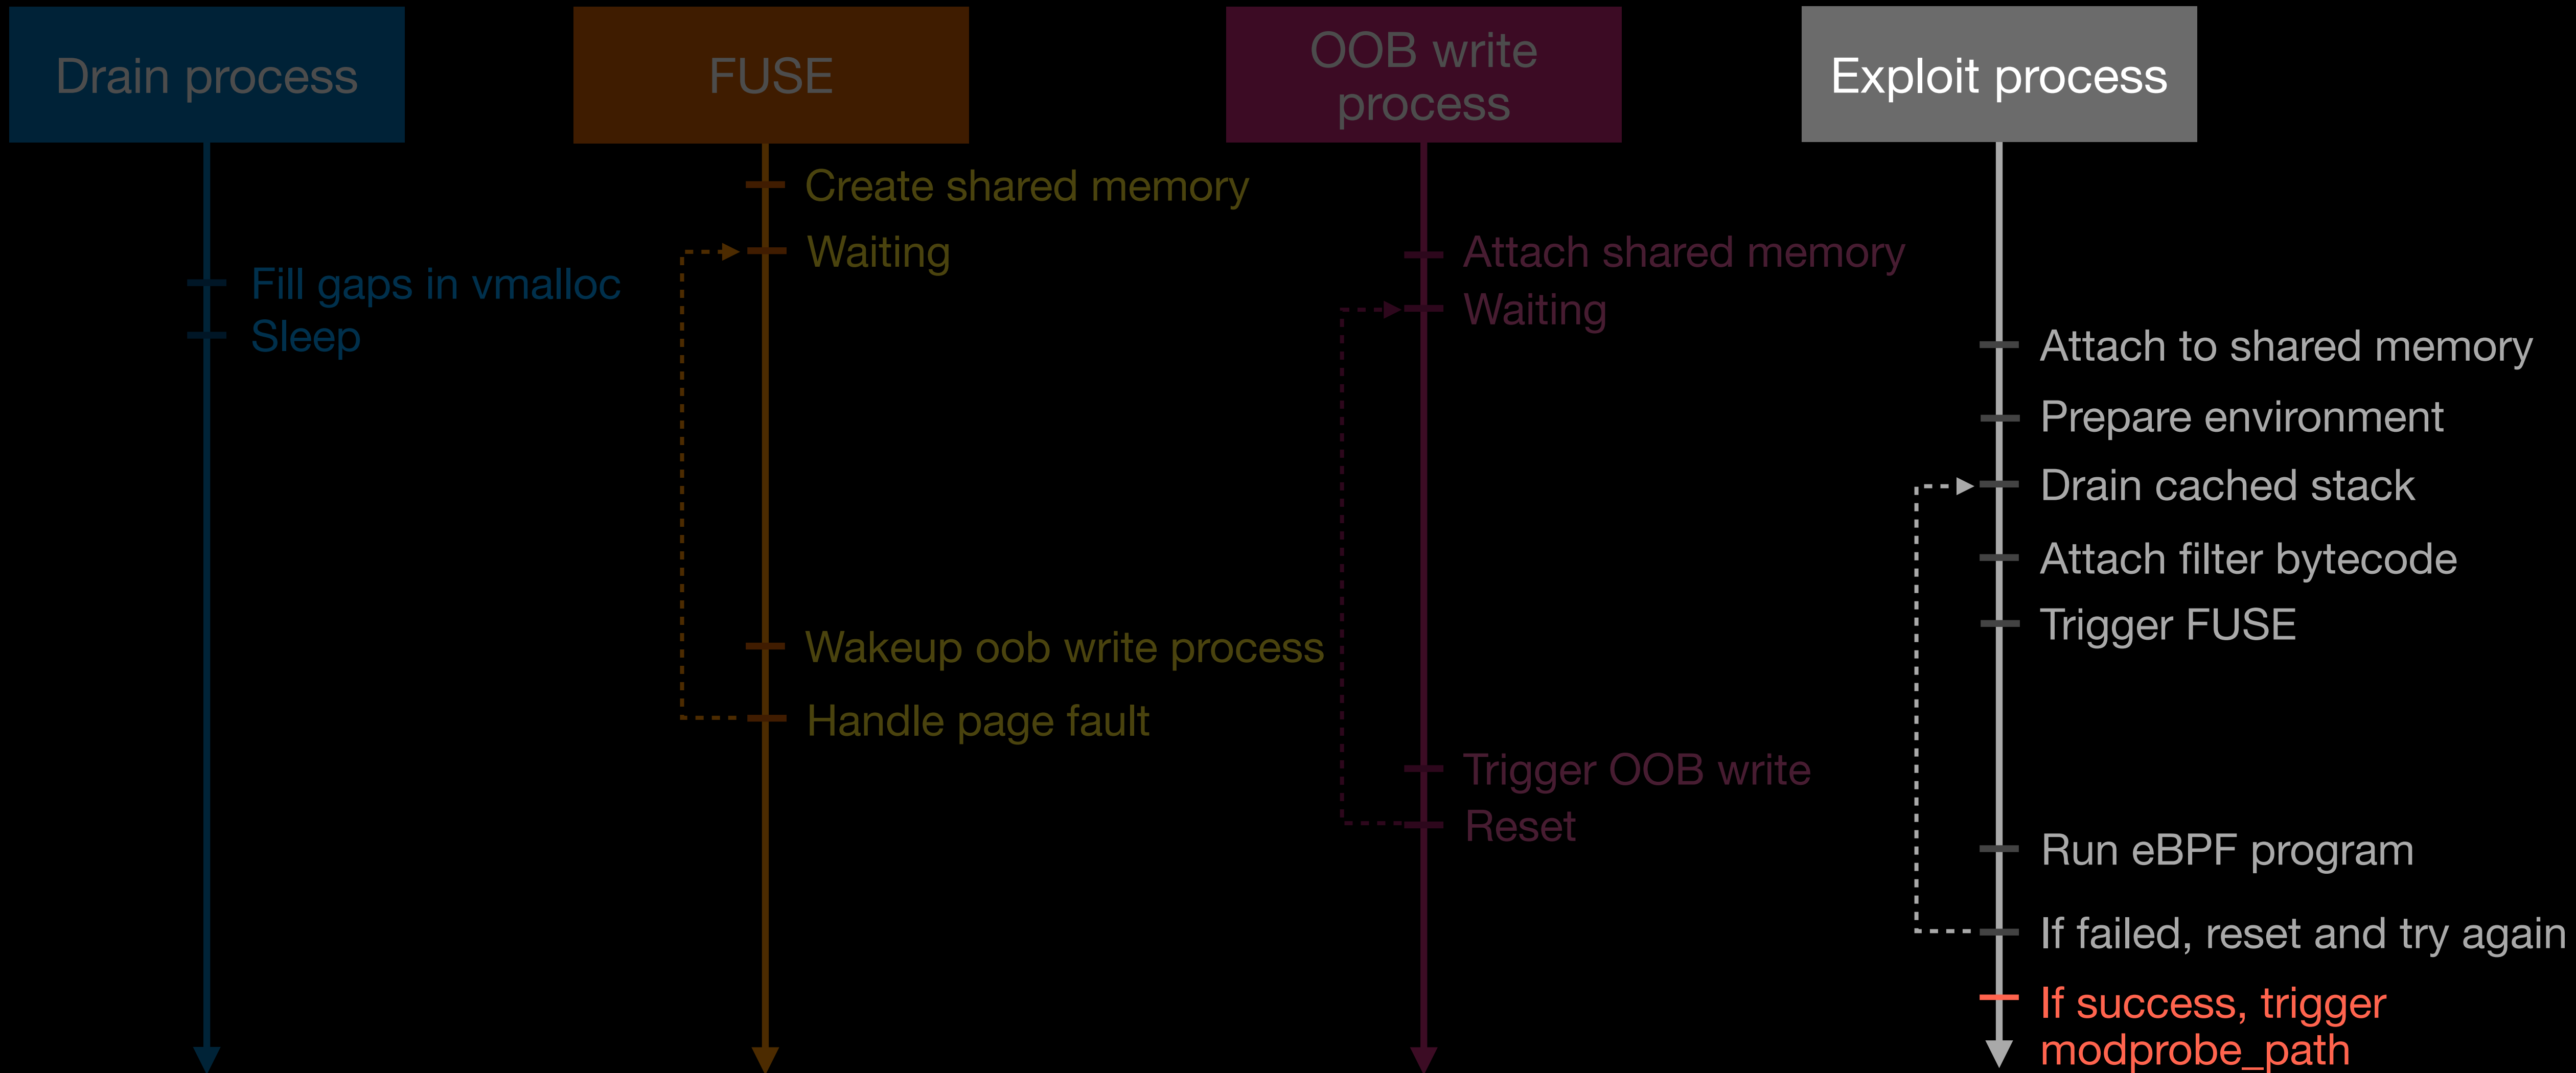 Drain process
FUSE
OOB write
process
Exploit process
Create shared memory
Waiting
Attach shared memory
Fill gaps in vmalloc
Waiting
Sleep
Attach to shared memory
Prepare environment
Drain cached stack
Attach filter bytecode
Trigger FUSE
Wakeup oob write process
Handle page fault
Trigger OOB write
Reset
Run eBPF program
If failed, reset and try again
If success, trigger
modprobe_path